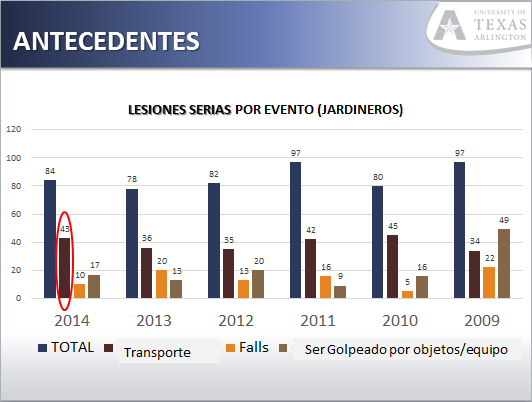 ANTECEDENTES
UNIVERSITY OF
TEXAS
ARLINGTON
LESIONES SERIAS POR EVENTO (JARDINEROS)
120
100
80
60
40
20
0
84 43 10 17
78 36 20 13
82 35 13 20
97 42 16 9
80 45 5 16
97 34 22 49
2014 2013 2012 2011 2010 2009
TOTAL Transporte Falls Ser Golpeado por objetos/equipo